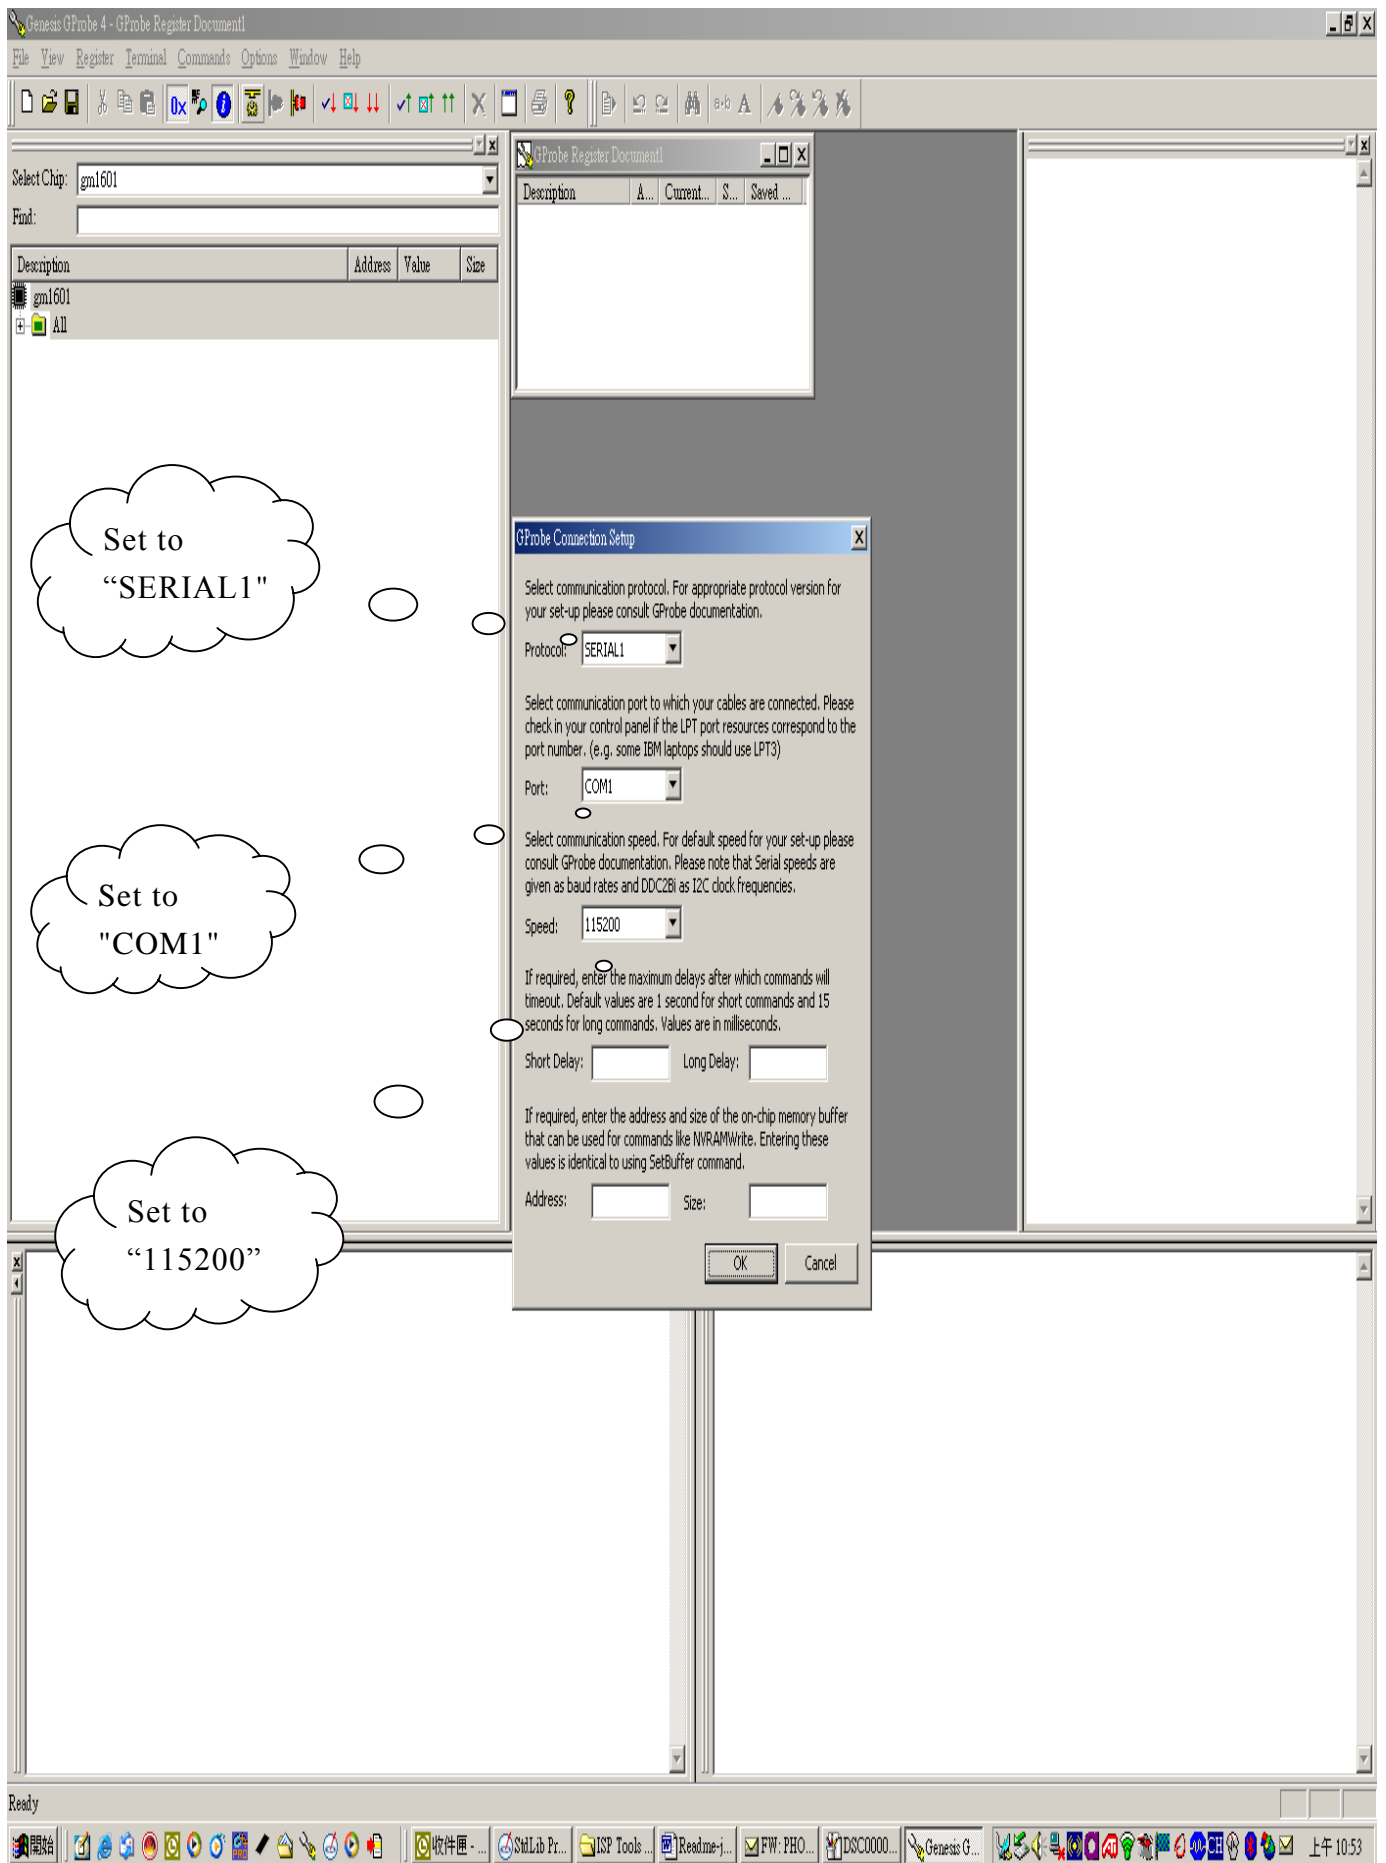 Genesis GProbe 4 - GProbe Register Document1
File View Register Terminal Commands Options Window Help
Select Chip: gm1601
Find:
Description Address Value Size
gm1601
All
GProbe Register Document1
Description A... Current... S... Saved ...
Set to
“SERIAL1"
Set to
"COM1"
Set to
“115200”
GProbe Connection Setup
Select communication protocol. For appropriate protocol version for
your set-up please consult GProbe documentation.
Protocol: SERIAL1
Select communication port to which your cables are connected. Please
check in your control panel if the LPT port resources correspond to the
port number. (e.g. some IBM laptops should use LPT3)
Port: COM1
Select communication speed. For default speed for your set-up please
consult GProbe documentation. Please note that Serial speeds are
given as baud rates and DDC2Bi as I2C clock frequencies.
Speed: 115200
If required, enter the maximum delays after which commands will
timeout. Default values are 1 second for short commands and 15
seconds for long commands. Values are in milliseconds.
Short Delay: Long Delay:
If required, enter the address and size of the on-chip memory buffer
that can be used for commands like NVRAMWrite. Entering these
values is identical to using SetBuffer command.
Address: Size:
OK Cancel
Ready
開始 收件匣 - ... StdLib Pr... ISP Tools ... Readme-j... FW: PHO... DSC0000... Genesis G... CH 上午 10:53